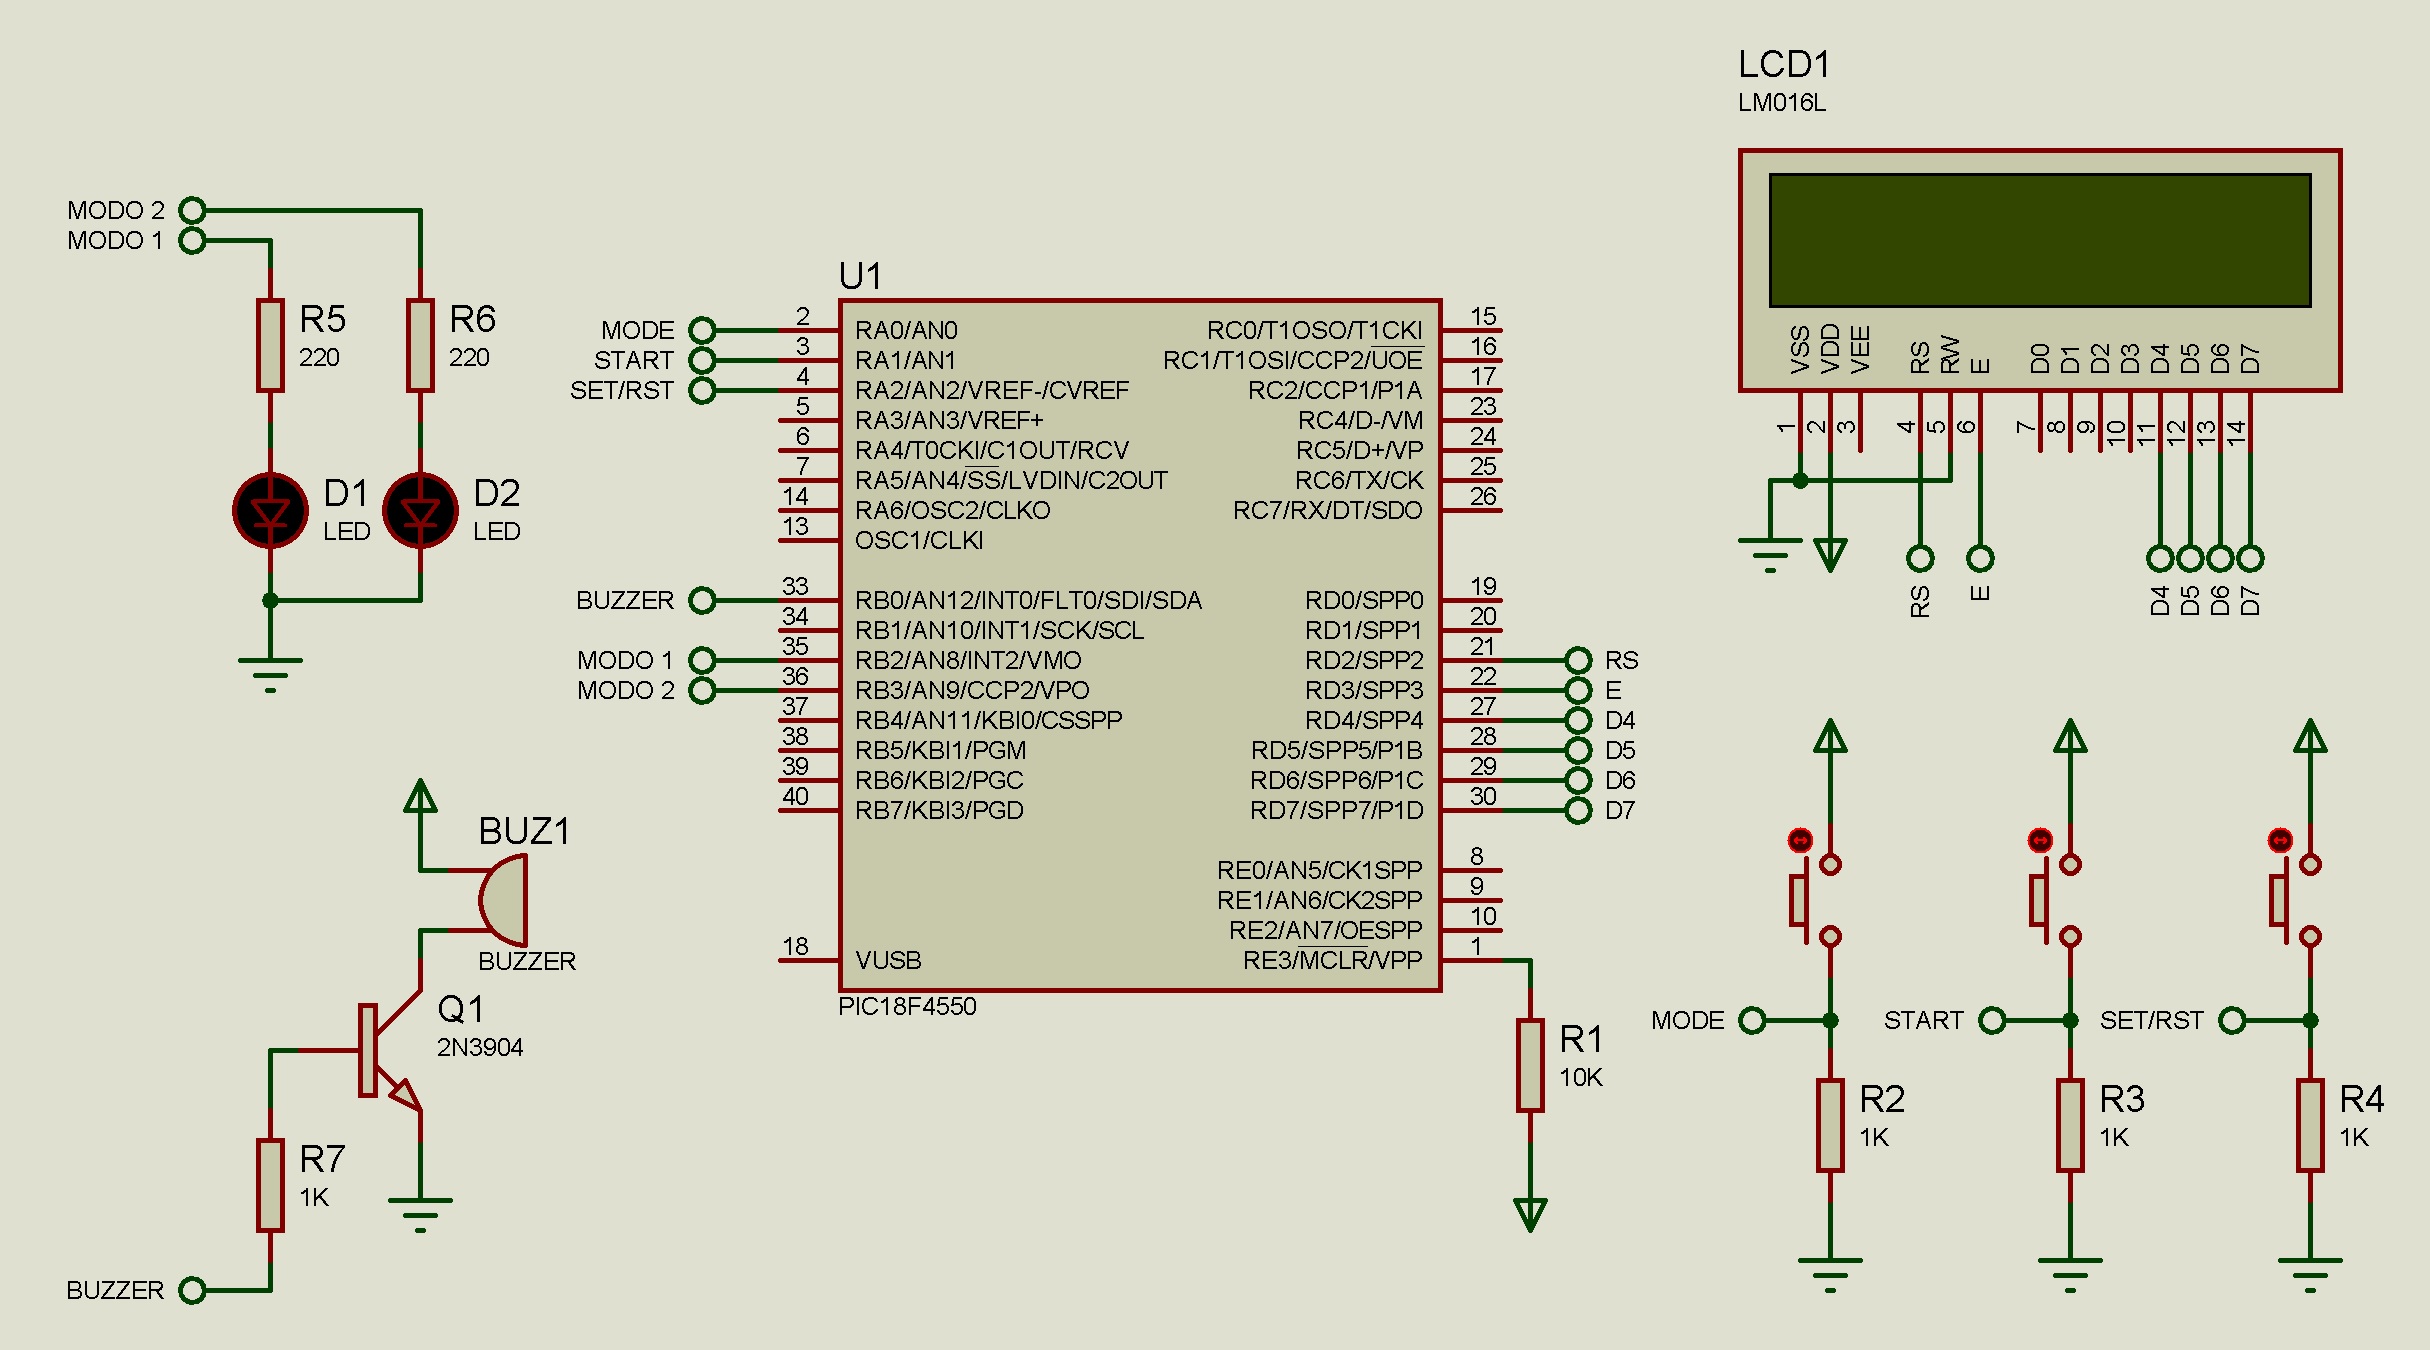 LCD1
LM016L
VSS
VDD
VEE
RS
RW
E
D0
D1
D2
D3
D4
D5
D6
D7
1
2
3
4
5
6
7
8
9
10
11
12
13
14
RS
E
D4
D5
D6
D7
MODO 2
MODO 1
R5
220
R6
220
D1
LED
D2
LED
U1
MODE
2
RA0/AN0
START
3
RA1/AN1
SET/RST
4
RA2/AN2/VREF-/CVREF
5
RA3/AN3/VREF+
6
RA4/T0CKI/C1OUT/RCV
7
RA5/AN4/SS/LVDIN/C2OUT
14
RA6/OSC2/CLKO
13
OSC1/CLKI
BUZZER
33
RB0/AN12/INT0/FLT0/SDI/SDA
34
RB1/AN10/INT1/SCK/SCL
MODO 1
35
RB2/AN8/INT2/VMO
MODO 2
36
RB3/AN9/CCP2/VPO
37
RB4/AN11/KBI0/CSSPP
38
RB5/KBI1/PGM
39
RB6/KBI2/PGC
40
RB7/KBI3/PGD
18
VUSB
RC0/T1OSO/T1CKI
15
RC1/T1OSI/CCP2/UOE
16
RC2/CCP1/P1A
17
RC4/D-/VM
23
RC5/D+/VP
24
RC6/TX/CK
25
RC7/RX/DT/SDO
26
RD0/SPP0
19
RD1/SPP1
20
RD2/SPP2
21
RS
RD3/SPP3
22
E
RD4/SPP4
27
D4
RD5/SPP5/P1B
28
D5
RD6/SPP6/P1C
29
D6
RD7/SPP7/P1D
30
D7
RE0/AN5/CK1SPP
8
RE1/AN6/CK2SPP
9
RE2/AN7/OESPP
10
RE3/MCLR/VPP
1
PIC18F4550
BUZ1
BUZZER
Q1
2N3904
R7
1K
BUZZER
R1
10K
MODE
R2
1K
START
R3
1K
SET/RST
R4
1K